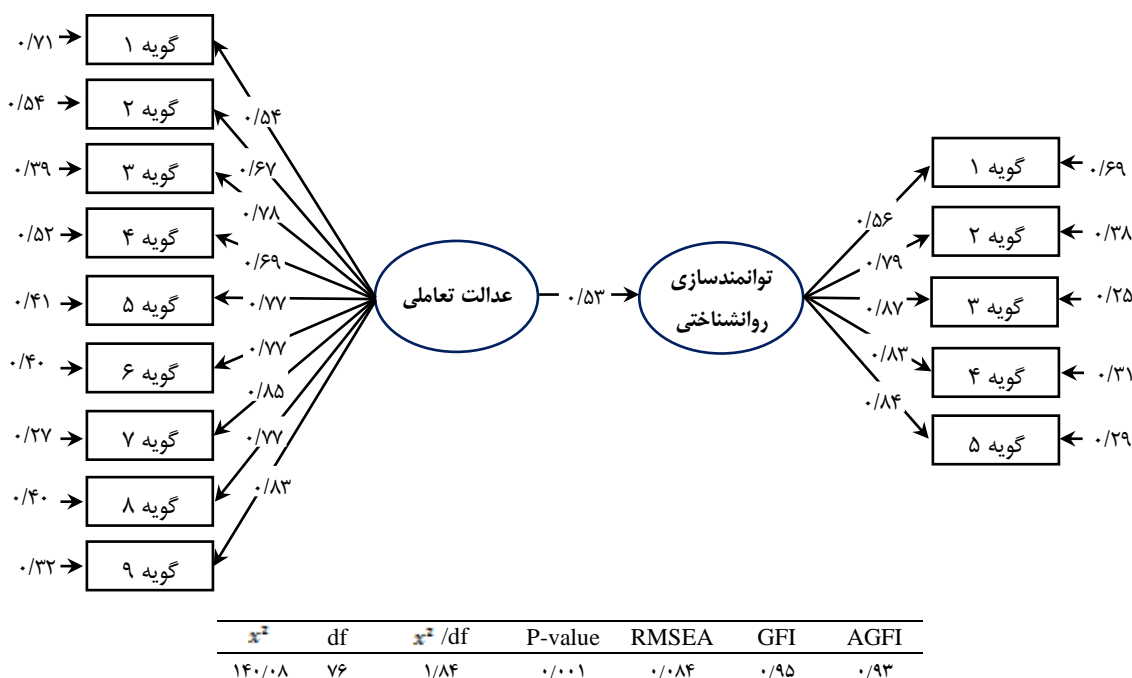 ۰/۷۱ گویه ۱
۰/۵۴ گویه ۲
۰/۳۹ گویه ۳
۰/۵۲ گویه ۴
۰/۴۱ گویه ۵
۰/۴۰ گویه ۶
۰/۲۷ گویه ۷
۰/۴۰ گویه ۸
۰/۳۲ گویه ۹
۰/۵۴
۰/۶۷
۰/۷۸
۰/۶۹
۰/۷۷
۰/۷۷
۰/۸۵
۰/۷۷
۰/۸۳
عدالت تعاملی
۰/۵۳
توانمندسازی
روانشناختی
۰/۵۶
۰/۷۹
۰/۸۷
۰/۸۳
۰/۸۴
گویه ۱ ۰/۶۹
گویه ۲ ۰/۳۸
گویه ۳ ۰/۲۵
گویه ۴ ۰/۳۱
گویه ۵ ۰/۲۹
x² df x² /df P-value RMSEA GFI AGFI
۱۴۰/۰۸ ۷۶ ۱/۸۴ ۰/۰۰۱ ۰/۰۸۴ ۰/۹۵ ۰/۹۳